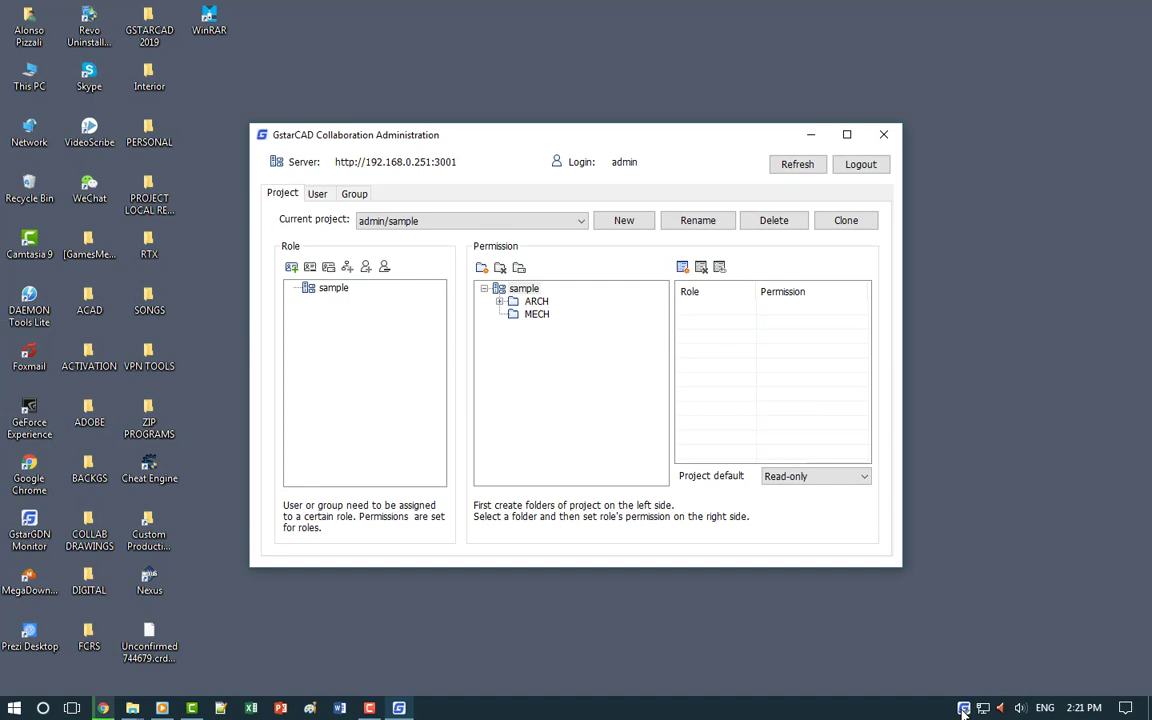 Alonso
Pizzali
Revo
Uninstall...
GSTARCAD
2019
WinRAR
This PC
Skype
Interior
Network
VideoScribe
PERSONAL
Recycle Bin
WeChat
PROJECT
LOCAL RE...
Camtasia 9
[GamesMe...
RTX
DAEMON
Tools Lite
ACAD
SONGS
Foxmail
ACTIVATION
VPN TOOLS
GeForce
Experience
ADOBE
ZIP
PROGRAMS
Google
Chrome
BACKGS
Cheat Engine
GstarGDN
Monitor
COLLAB
DRAWINGS
Custom
Producti...
MegaDown...
DIGITAL
Nexus
Prezi Desktop
FCRS
Unconfirmed
744679.crd...
GstarCAD Collaboration Administration
Server: http://192.168.0.251:3001 Login: admin
Refresh Logout
Project User Group
Current project: admin/sample New Rename Delete Clone
Role
sample
User or group need to be assigned
to a certain role. Permissions are set
for roles.
Permission
sample
ARCH
MECH
Role Permission
Project default Read-only
First create folders of project on the left side.
Select a folder and then set role's permission on the right side.
ENG 2:21 PM